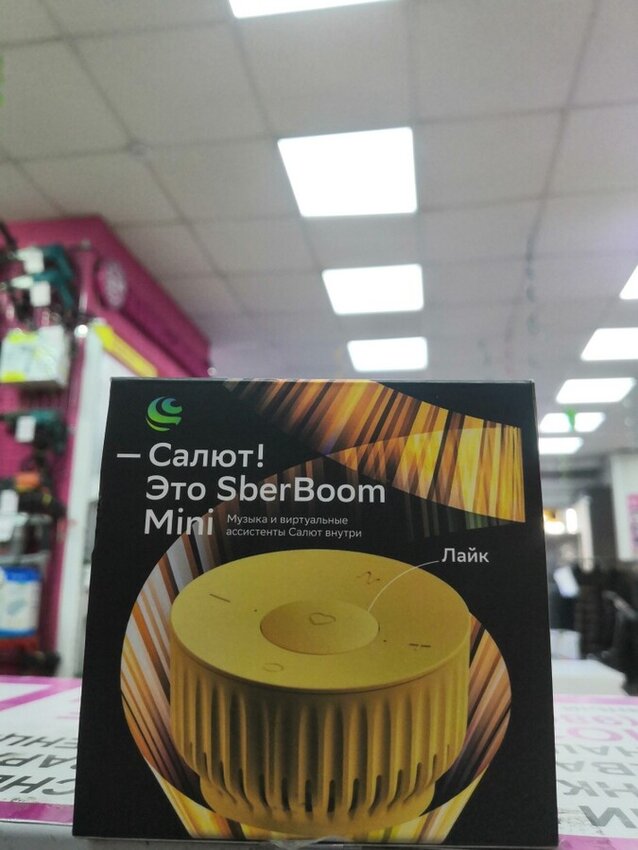 — Салют!
Это SberBoom
Mini
Музыка и виртуальные
ассистенты Салют внутри
Лайк